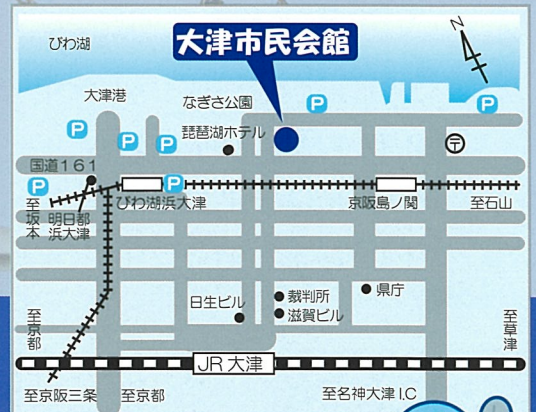 大津市民会館
N
びわ湖
大津港
なぎさ公園
P
P
P
琵琶湖ホテル
P
P
〒
国道161
P
P
至坂本
明日都
浜大津
びわ湖浜大津
京阪島ノ関
至石山
日生ビル
裁判所
滋賀ビル
県庁
至京都
至草津
JR大津
至京阪三条
至京都
至名神大津I.C